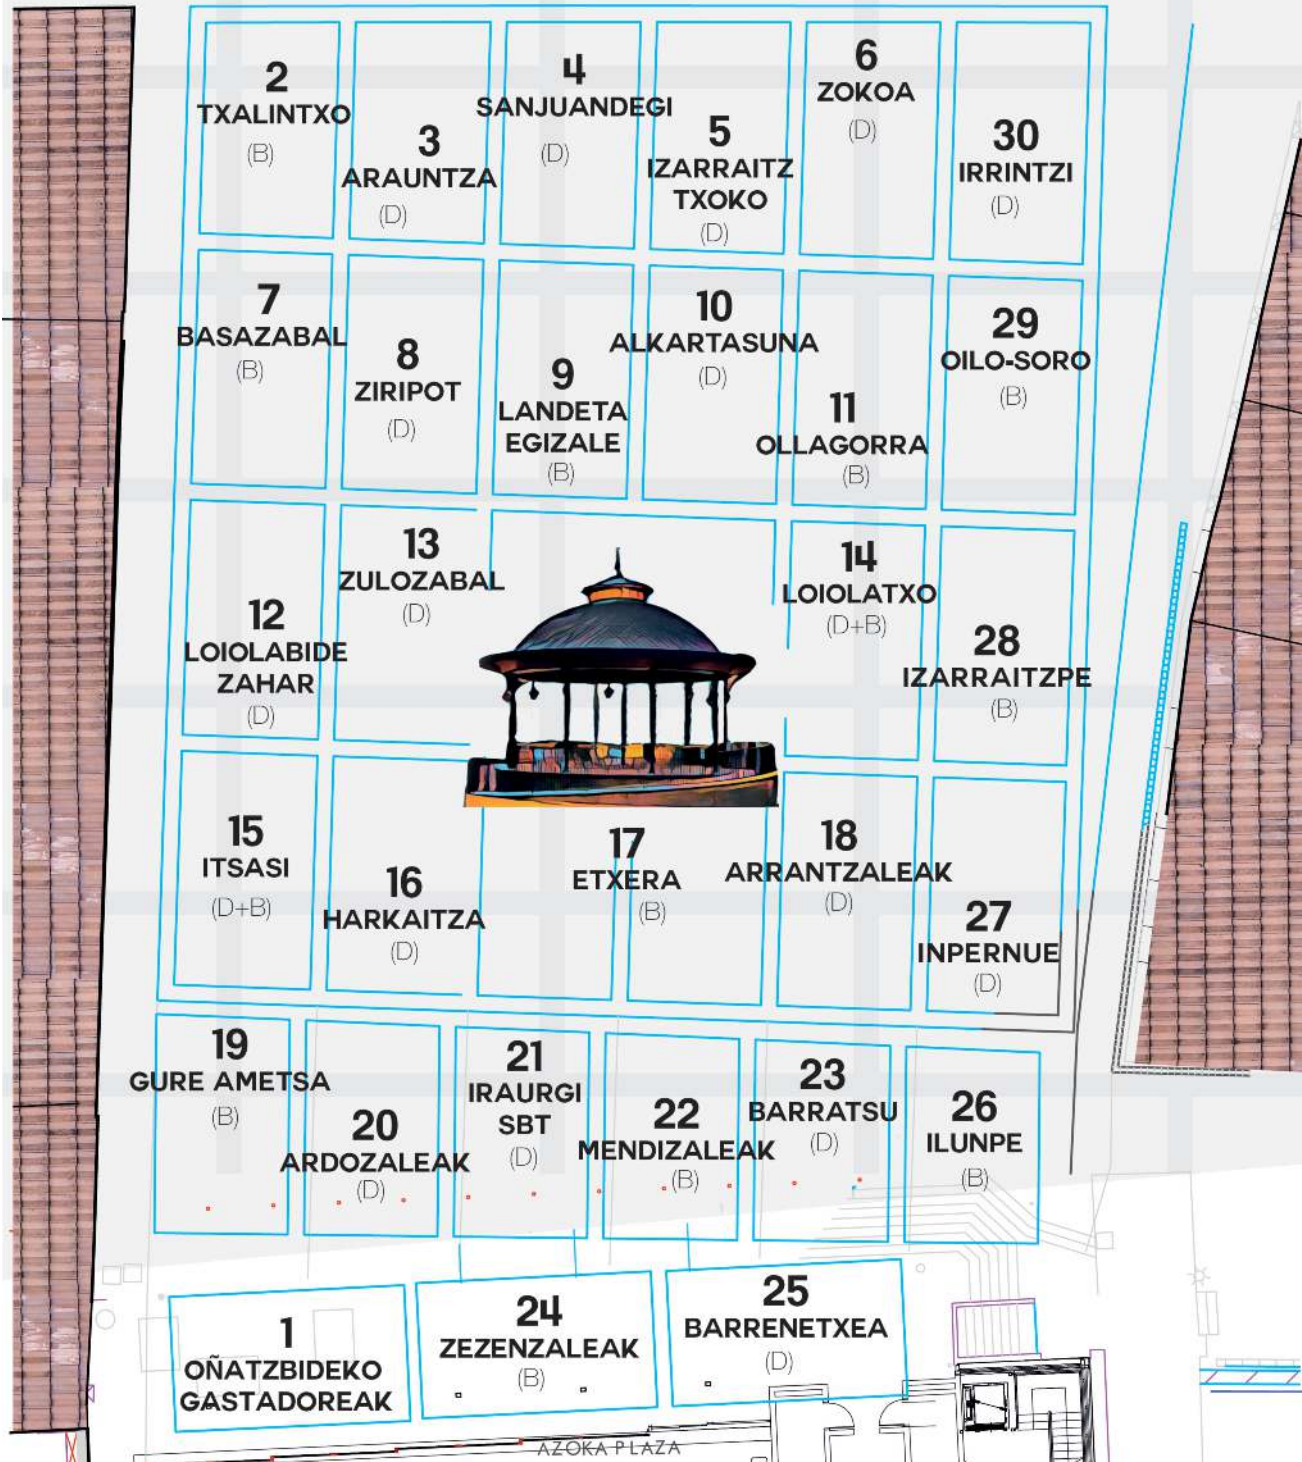 2
TXALINTXO
(B)
3
ARAUNTZA
(D)
4
SANJUANDEGI
(D)
5
IZARRAITZ
TXOKO
(D)
6
ZOKOA
(D)
30
IRRINTZI
(D)
7
BASAZABAL
(B)
8
ZIRIPOT
(D)
9
LANDETA
EGIZALE
(B)
10
ALKARTASUNA
(D)
11
OLLAGORRA
(B)
29
OILO-SORO
(B)
12
LOIOLABIDE
ZAHAR
(D)
13
ZULOZABAL
(D)
14
LOIOLATXO
(D+B)
28
IZARRAITZPE
(B)
15
ITSASI
(D+B)
16
HARKAITZA
(D)
17
ETXERA
(B)
18
ARRANTZALEAK
(D)
27
INPERNUE
(D)
19
GURE AMETSA
(B)
20
ARDOZALEAK
(D)
21
IRAURGI
SBT
(D)
22
MENDIZALEAK
(B)
23
BARRATSU
(D)
26
ILUNPE
(B)
1
OÑATZBIDEKO
GASTADOREAK
24
ZEZENZALEAK
(B)
25
BARRENETXEA
(D)
AZOKA PLAZA